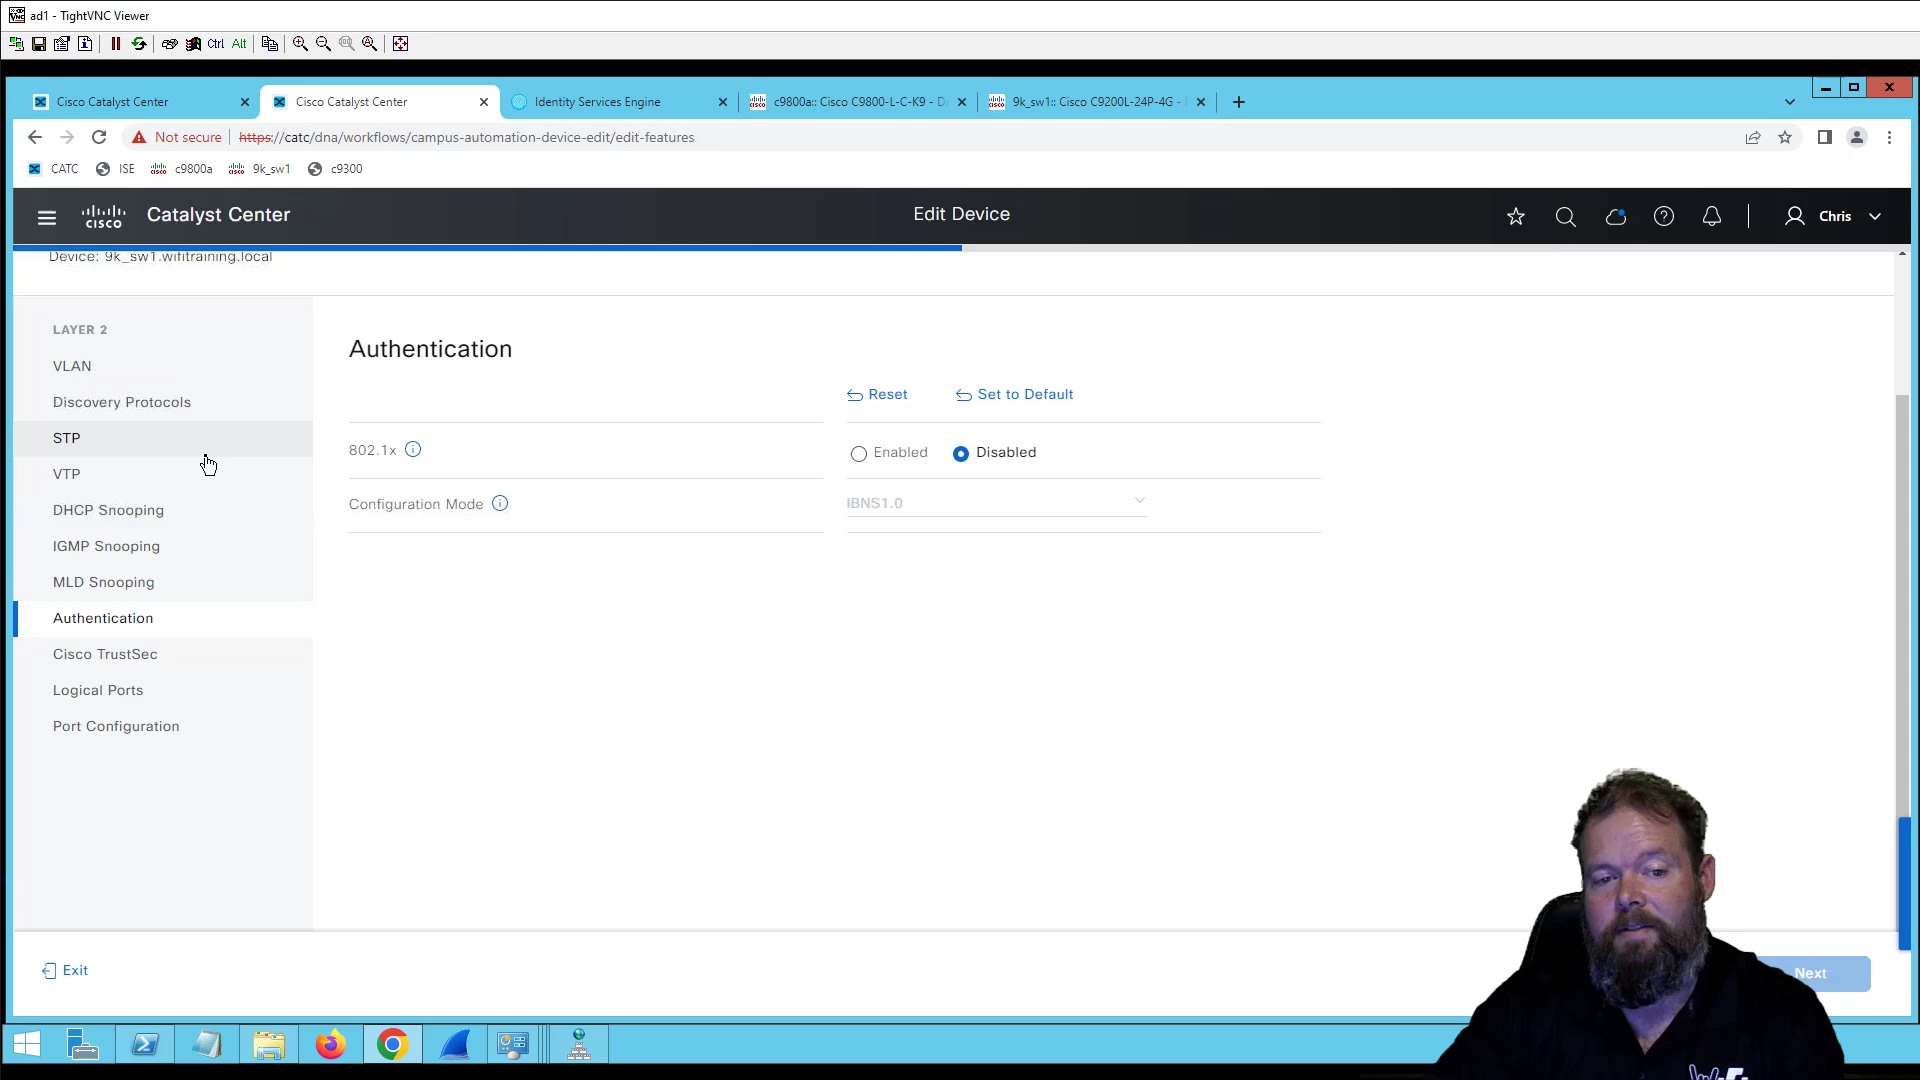 ad1 - TightVNC Viewer
Ctrl Alt
Cisco Catalyst Center
Cisco Catalyst Center
Identity Services Engine
c9800a:: Cisco C9800-L-C-K9 - Da
9k_sw1:: Cisco C9200L-24P-4G -
Not secure https://catc/dna/workflows/campus-automation-device-edit/edit-features
CATC ISE c9800a 9k_sw1 c9300
cisco Catalyst Center
Edit Device
Chris
Device: 9k_sw1.wifitraining.local
LAYER 2
VLAN
Discovery Protocols
STP
VTP
DHCP Snooping
IGMP Snooping
MLD Snooping
Authentication
Cisco TrustSec
Logical Ports
Port Configuration
Authentication
Reset Set to Default
802.1x Enabled Disabled
Configuration Mode IBNS1.0
Exit
Next